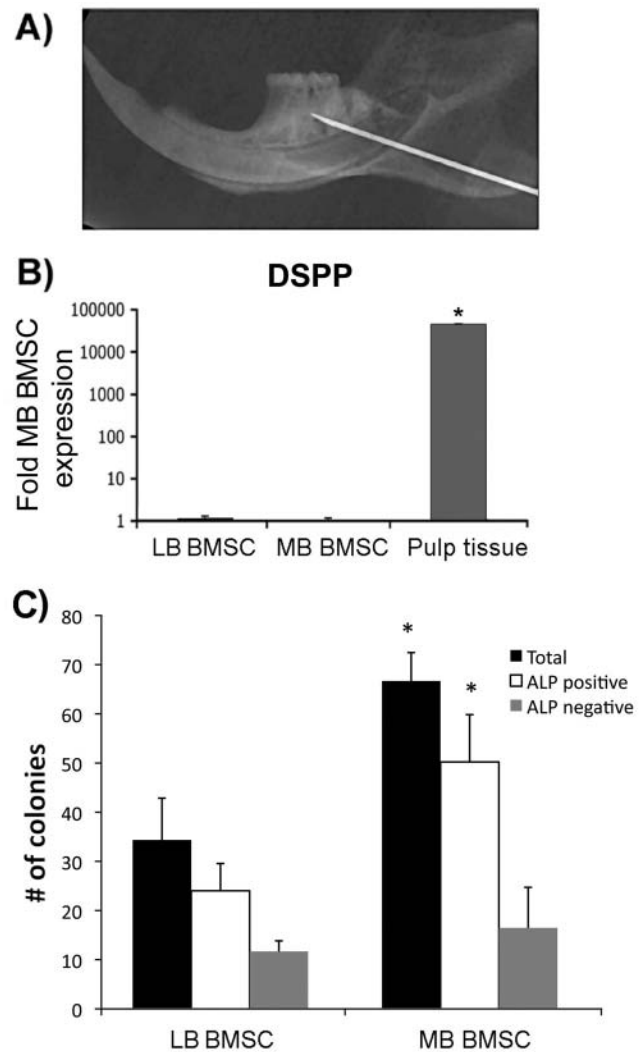 A)
B)
DSPP
Fold MB BMSC
expression
100000
10000
1000
100
10
1
*
LB BMSC
MB BMSC
Pulp tissue
C)
# of colonies
80
70
60
50
40
30
20
10
0
*
*
Total
ALP positive
ALP negative
LB BMSC
MB BMSC